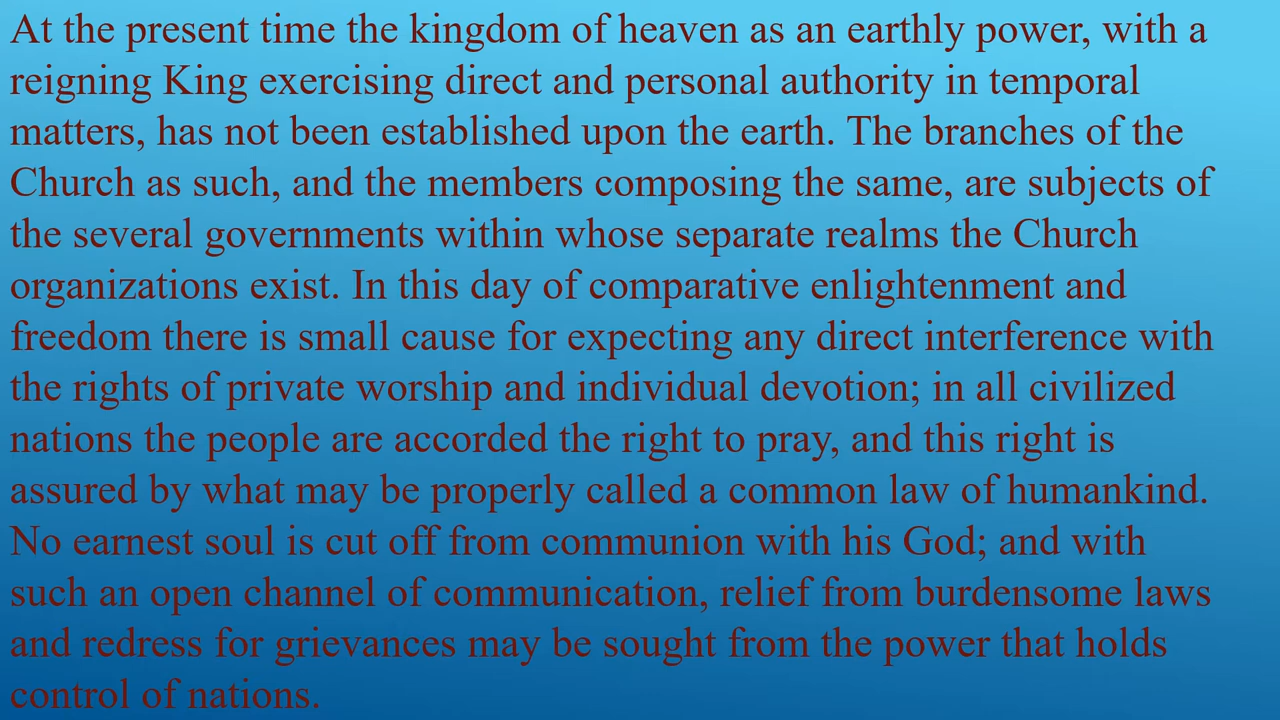 At the present time the kingdom of heaven as an earthly power, with a
reigning King exercising direct and personal authority in temporal
matters, has not been established upon the earth. The branches of the
Church as such, and the members composing the same, are subjects of
the several governments within whose separate realms the Church
organizations exist. In this day of comparative enlightenment and
freedom there is small cause for expecting any direct interference with
the rights of private worship and individual devotion; in all civilized
nations the people are accorded the right to pray, and this right is
assured by what may be properly called a common law of humankind.
No earnest soul is cut off from communion with his God; and with
such an open channel of communication, relief from burdensome laws
and redress for grievances may be sought from the power that holds
control of nations.